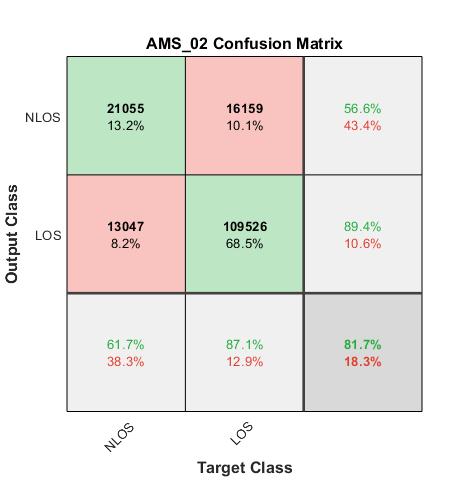 AMS_02 Confusion Matrix
NLOS
21055
13.2%
16159
10.1%
56.6%
43.4%
LOS
13047
8.2%
109526
68.5%
89.4%
10.6%
61.7%
38.3%
87.1%
12.9%
81.7%
18.3%
NLOS
LOS
Output Class
Target Class